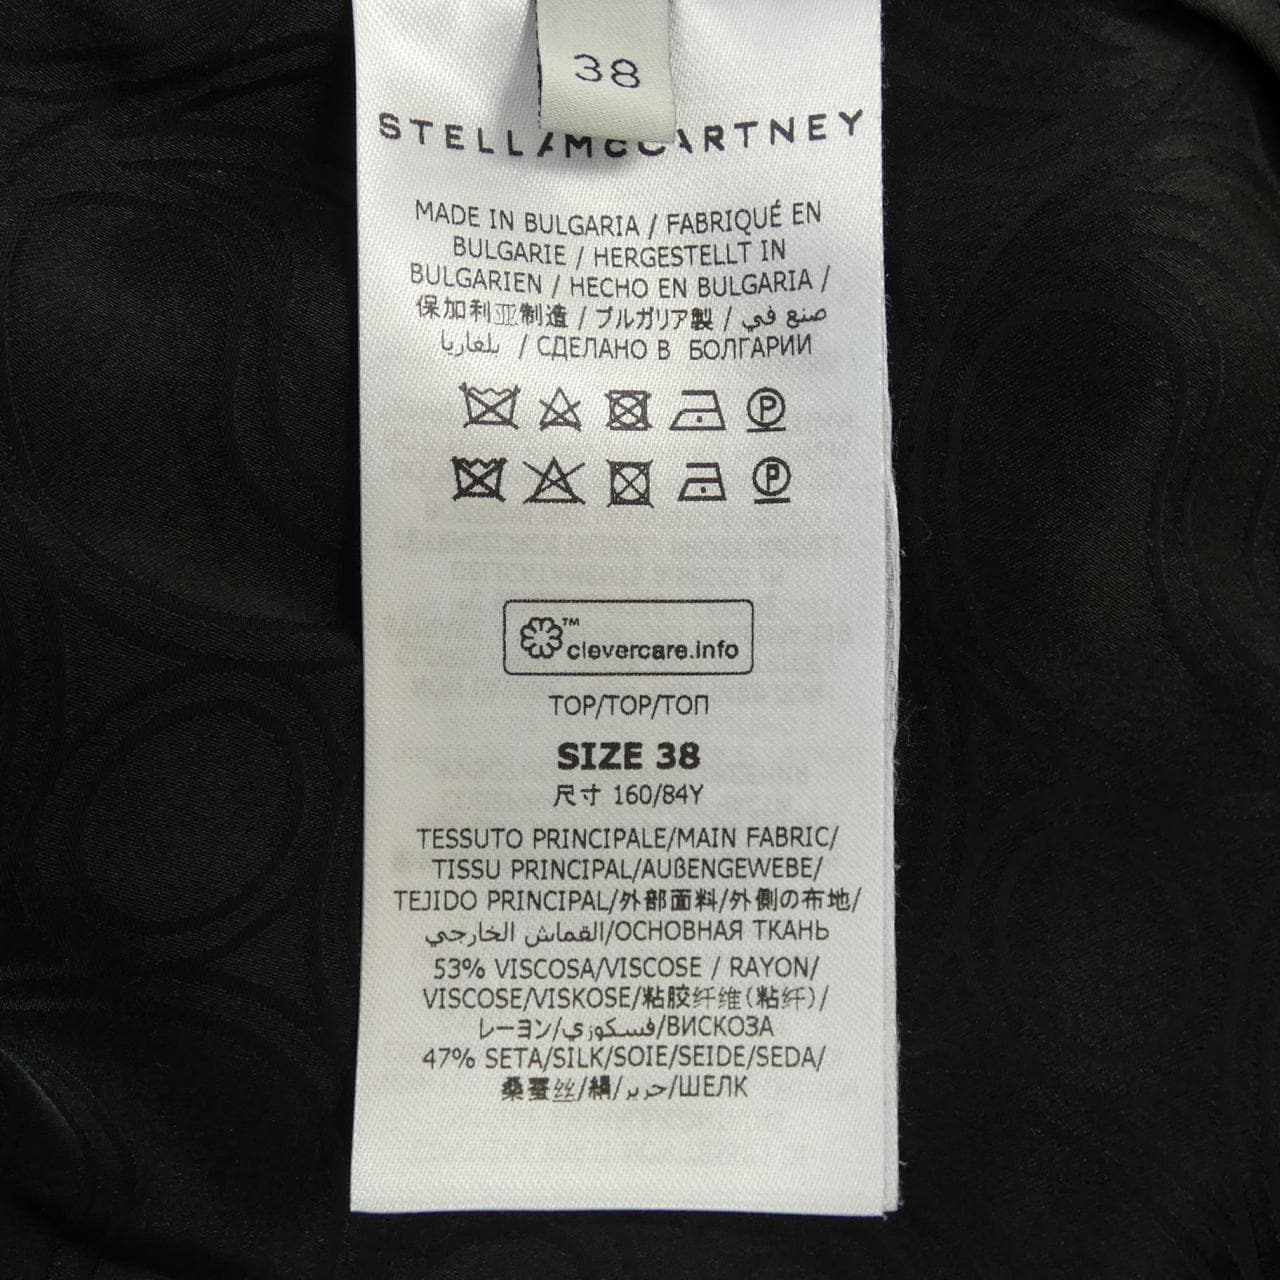 38
STELLA McCARTNEY
MADE IN BULGARIA / FABRIQUÉ EN
BULGARIE / HERGESTELLT IN
BULGARIEN / HECHO EN BULGARIA /
保加利亚制造 / ブルガリア製 / صنع في
بلغاريا / СДЕЛАНО В БОЛГАРИИ
P
P
™
clevercare.info
TOP/TOP/ТОП
SIZE 38
尺寸 160/84Y
TESSUTO PRINCIPALE/MAIN FABRIC/
TISSU PRINCIPAL/AUßENGEWEBE/
TEJIDO PRINCIPAL/外部面料/外側の布地/
القماش الخارجي/ОСНОВНАЯ ТКАНЬ
53% VISCOSA/VISCOSE / RAYON/
VISCOSE/VISKOSE/粘胶纤维(粘纤)/
レーヨン/فسكوزي/ВИСКОЗА
47% SETA/SILK/SOIE/SEIDE/SEDA/
桑蚕丝/絹/حرير/ШЕЛК